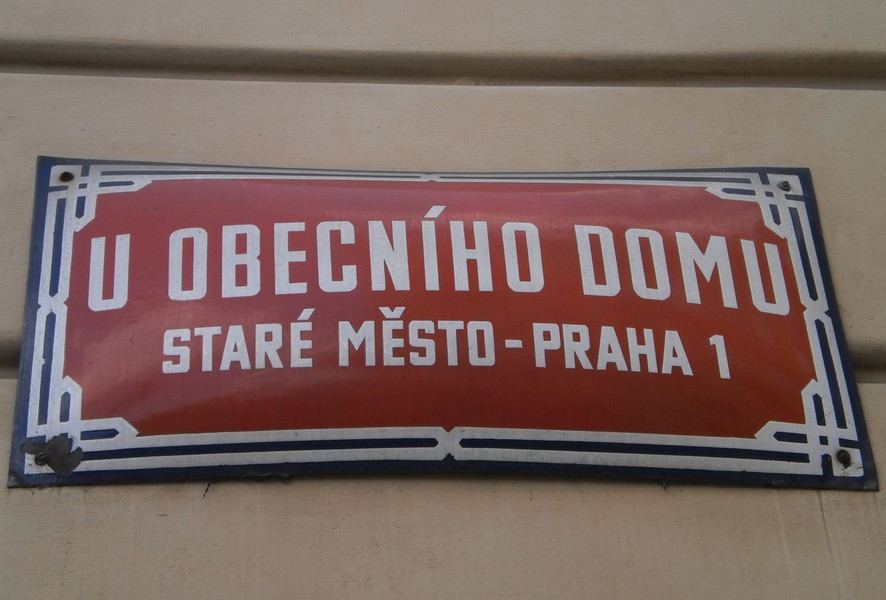 U OBECNÍHO DOMU
STARÉ MĚSTO-PRAHA 1